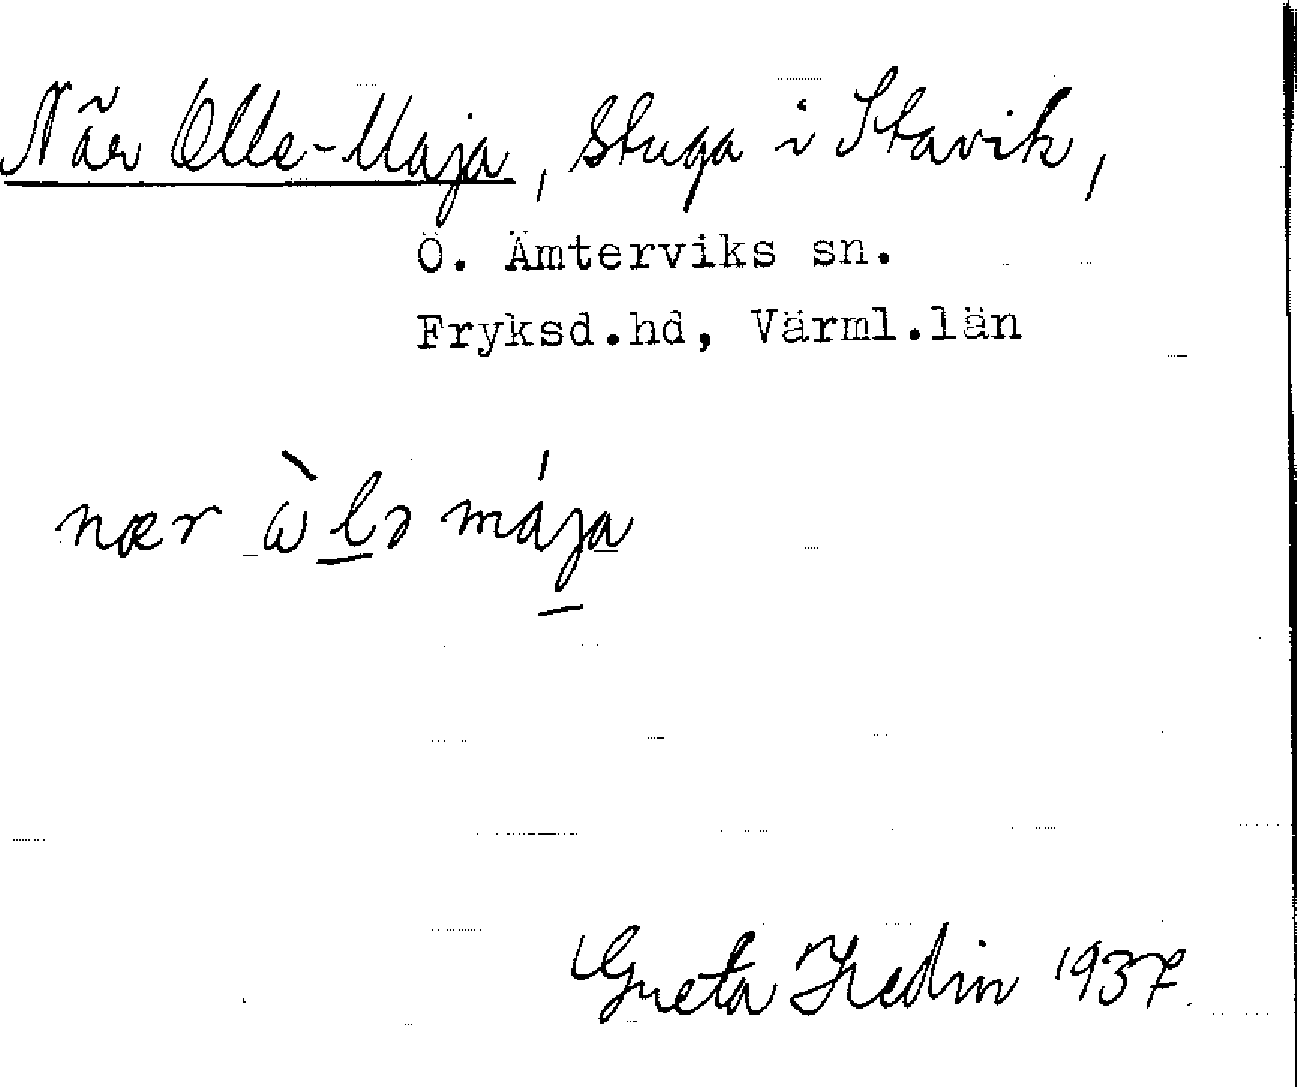 När Olle-Maja, stuga i Stavik,
Ö. Ämterviks sn.
Fryksd.hd, Värml.län
nær ὼlə mája
Greta Hedin 1937.